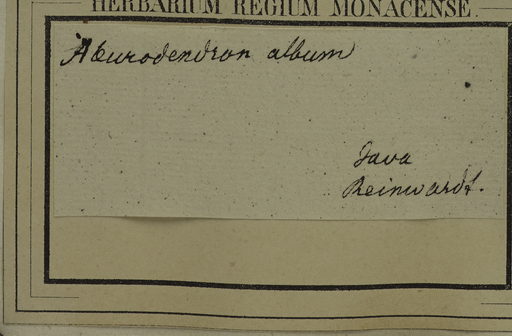 HERBARIUM REGIUM MONACENSE.
Aleurodendron album
Java
Reinwardt.